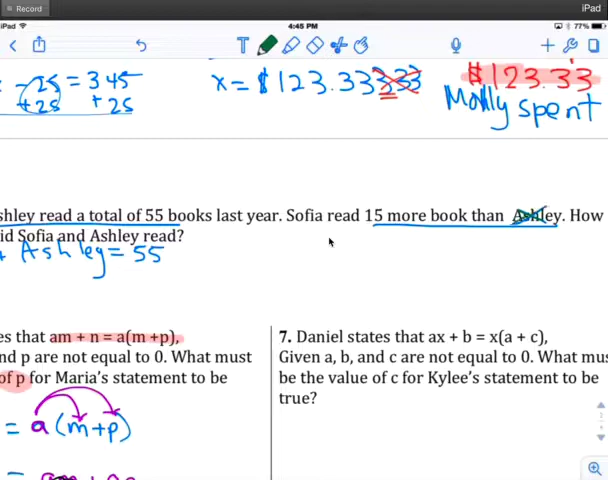 Record
iPad
iPad
4:45 PM
77%
T
- 25 = 345
+25 + 25
x = $123.33333
$123.33
Molly spent
shley read a total of 55 books last year. Sofia read 15 more book than Ashley. How
id Sofia and Ashley read?
+ Ashley = 55
es that am + n = a(m +p),
nd p are not equal to 0. What must
of p for Maria's statement to be
= a (m+p)
=
7. Daniel states that ax + b = x(a + c),
Given a, b, and c are not equal to 0. What mus
be the value of c for Kylee's statement to be
true?